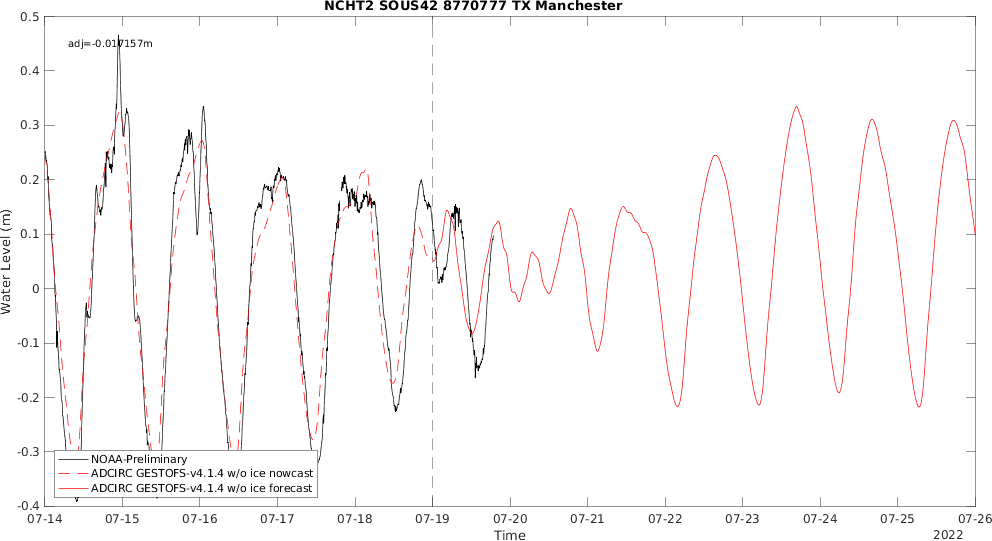 NCHT2 SOUS42 8770777 TX Manchester
adj=-0.017157m
0.5
0.4
0.3
0.2
0.1
0
-0.1
-0.2
-0.3
-0.4
Water Level (m)
NOAA-Preliminary
ADCIRC GESTOFS-v4.1.4 w/o ice nowcast
ADCIRC GESTOFS-v4.1.4 w/o ice forecast
07-14 07-15 07-16 07-17 07-18 07-19 07-20 07-21 07-22 07-23 07-24 07-25 07-26
Time
2022